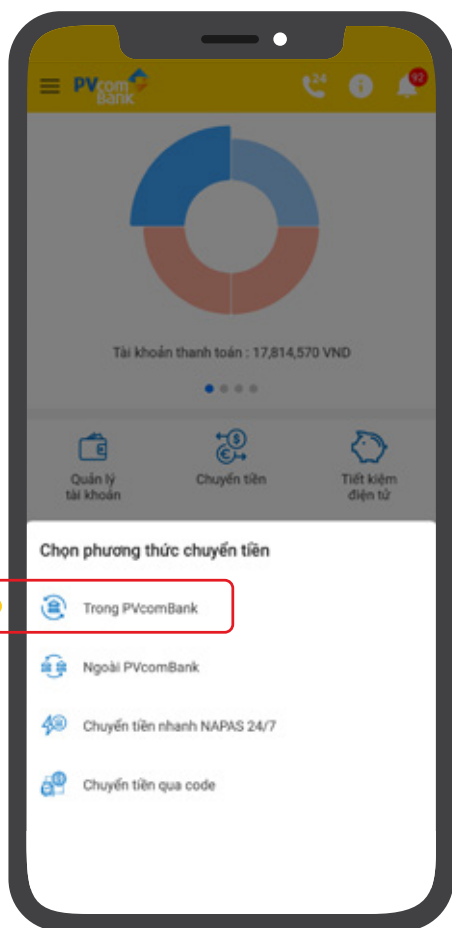 PVcom
Bank
24
92
Tài khoản thanh toán : 17,814,570 VND
Quản lý
tài khoản
Chuyển tiền
Tiết kiệm
điện tử
Chọn phương thức chuyển tiền
Trong PVcomBank
Ngoài PVcomBank
Chuyển tiền nhanh NAPAS 24/7
Chuyển tiền qua code